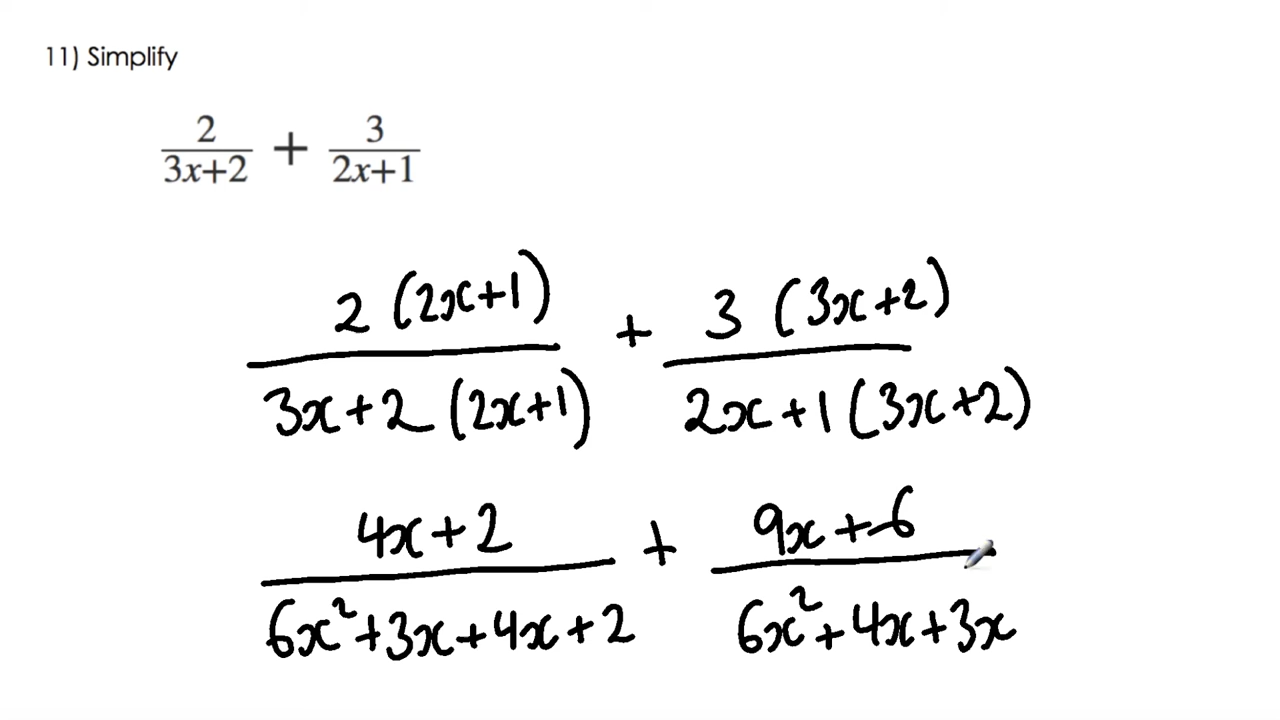 11) Simplify
2/(3x+2) + 3/(2x+1)
2 (2x+1)/3x+2 (2x+1) + 3 (3x+2)/2x+1 (3x+2)
4x+2/6x²+3x+4x+2 + 9x+6/6x²+4x+3x